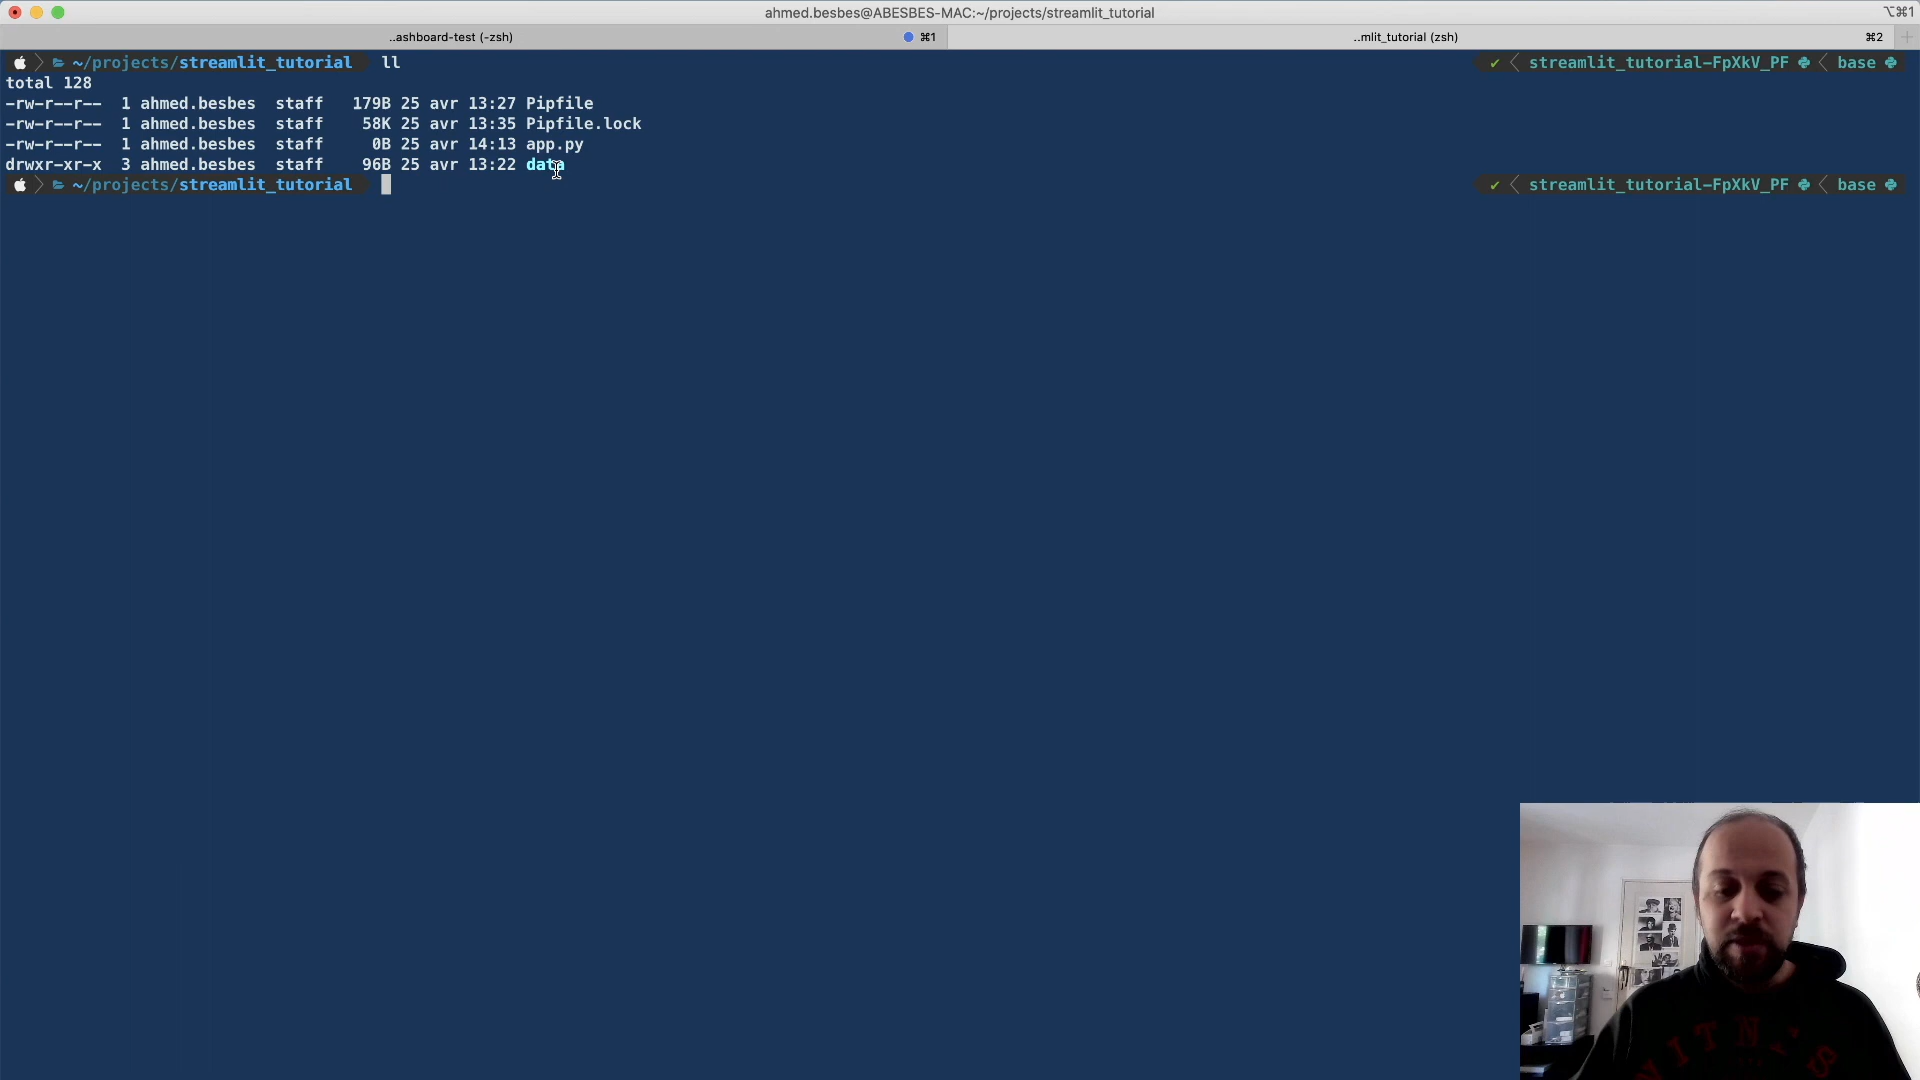 ahmed.besbes@ABESBES-MAC:~/projects/streamlit_tutorial
⌥⌘1
..ashboard-test (-zsh)
⌘1
..mlit_tutorial (zsh)
⌘2
~/projects/streamlit_tutorial ll ✓ streamlit_tutorial-FpXkV_PF base
total 128
-rw-r--r-- 1 ahmed.besbes staff 179B 25 avr 13:27 Pipfile
-rw-r--r-- 1 ahmed.besbes staff 58K 25 avr 13:35 Pipfile.lock
-rw-r--r-- 1 ahmed.besbes staff 0B 25 avr 14:13 app.py
drwxr-xr-x 3 ahmed.besbes staff 96B 25 avr 13:22 data
~/projects/streamlit_tutorial ✓ streamlit_tutorial-FpXkV_PF base